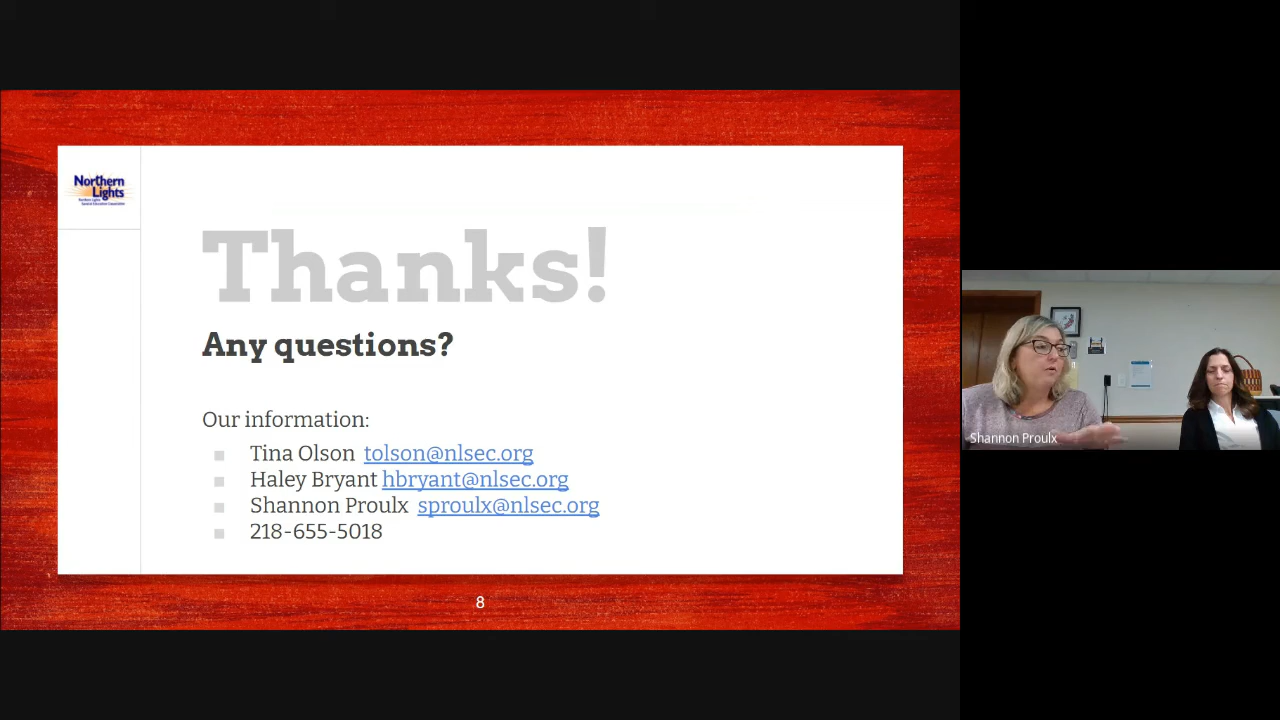 Northern
Lights
Thanks!
Any questions?
Our information:
Tina Olson tolson@nlsec.org
Haley Bryant hbryant@nlsec.org
Shannon Proulx sproulx@nlsec.org
218-655-5018
8
Shannon Proulx